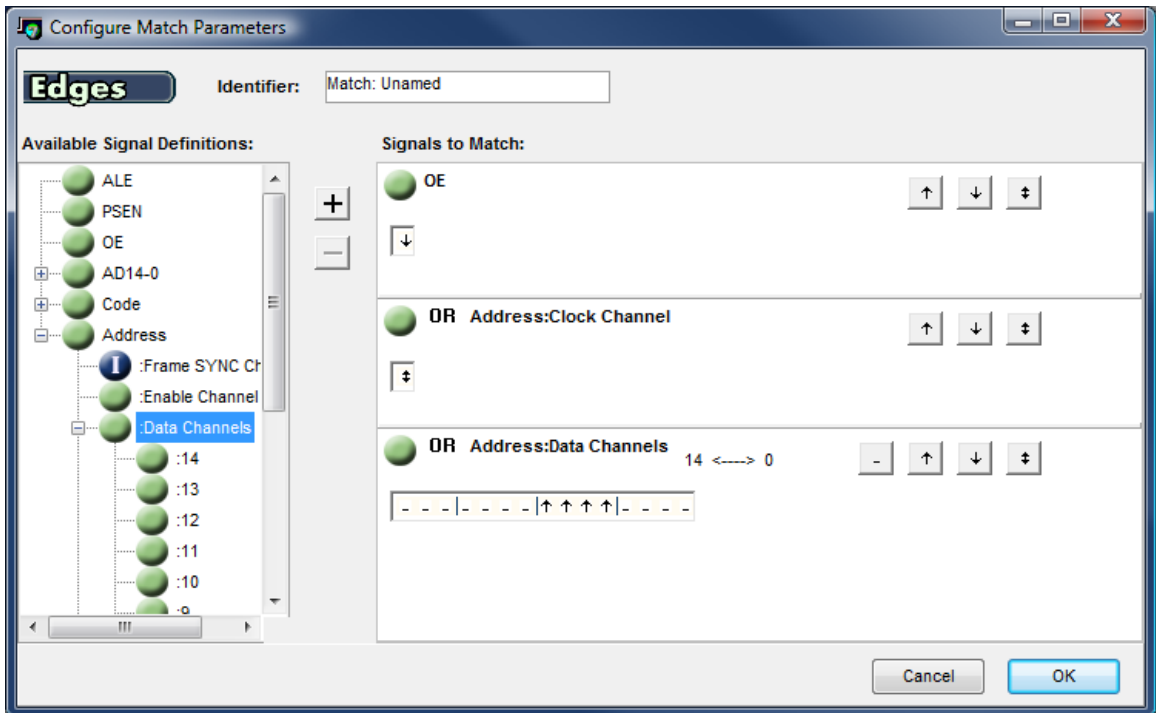 Configure Match Parameters
Edges
Identifier:
Match: Unamed
Available Signal Definitions:
ALE
PSEN
OE
AD14-0
Code
Address
:Frame SYNC Ch
:Enable Channel
:Data Channels
:14
:13
:12
:11
:10
:9
+
−
Signals to Match:
OE
↑ ↓ ↕
↓
OR Address:Clock Channel
↑ ↓ ↕
↕
OR Address:Data Channels 14 <----> 0
- ↑ ↓ ↕
- - -|- - - -|↑ ↑ ↑ ↑|- - - -
Cancel
OK